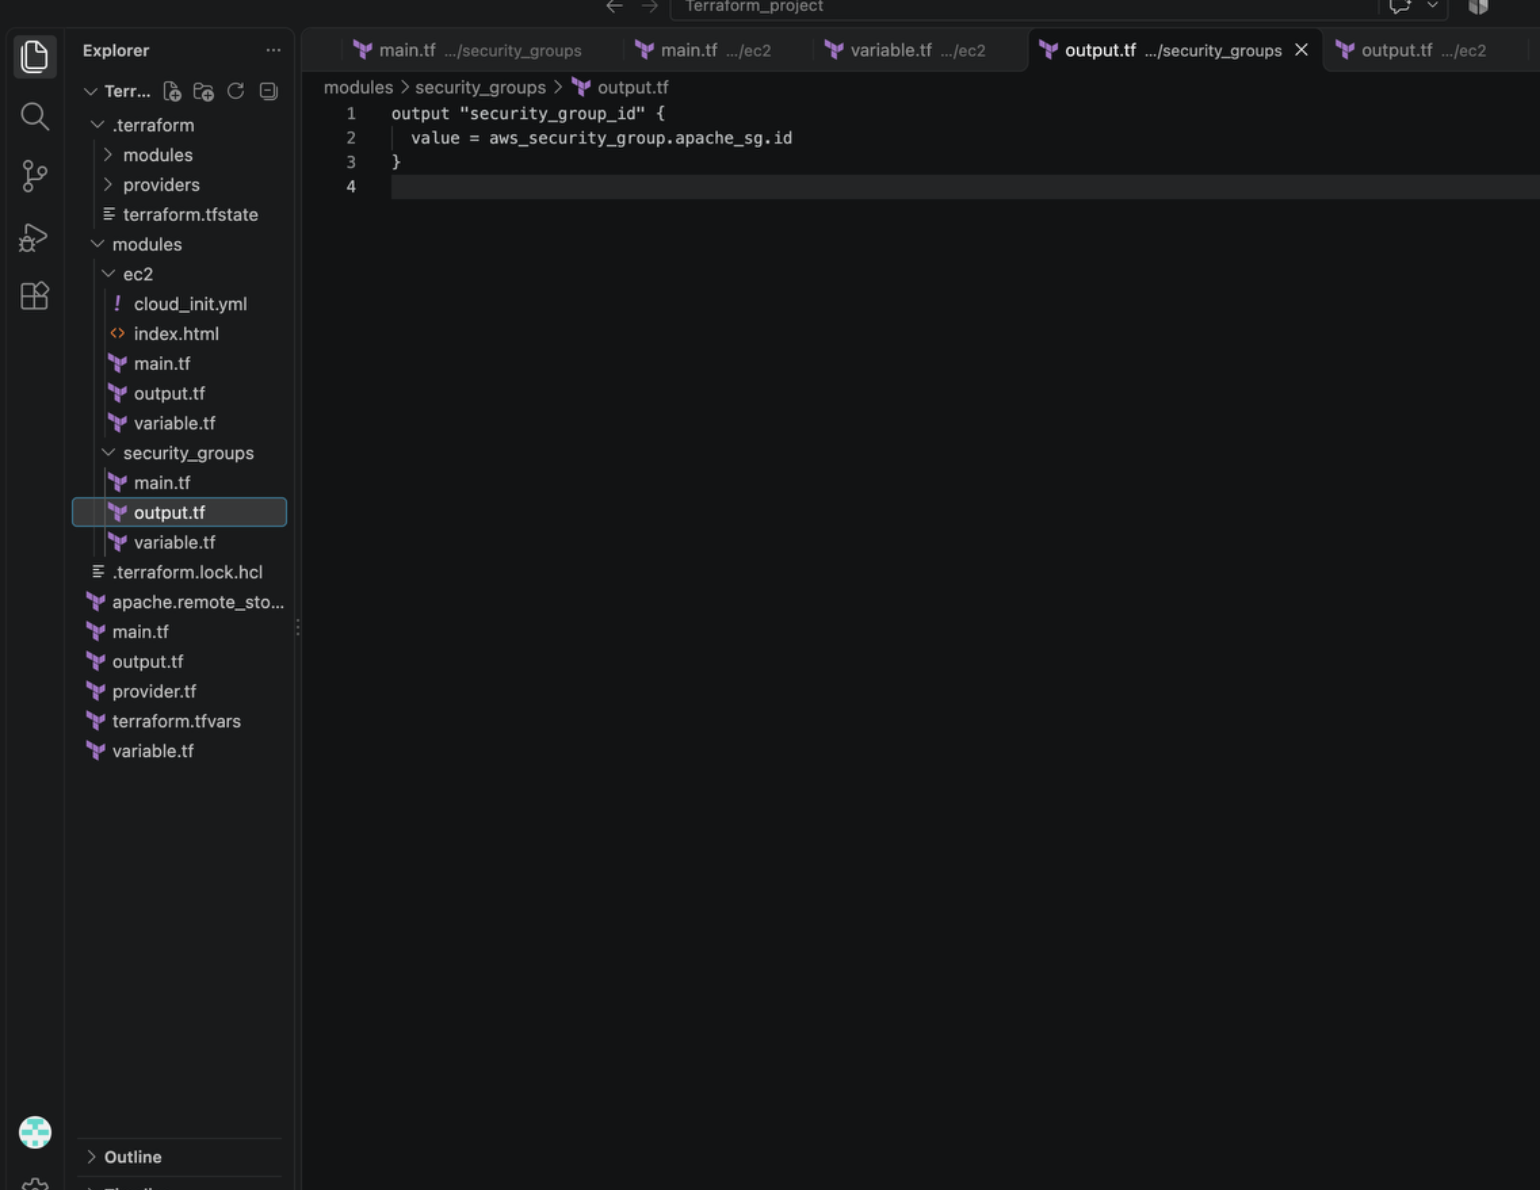 Terraform_project
Explorer
main.tf .../security_groups
main.tf .../ec2
variable.tf .../ec2
output.tf .../security_groups
output.tf .../ec2
Terr...
modules > security_groups > output.tf
1 output "security_group_id" {
2 value = aws_security_group.apache_sg.id
3 }
4
.terraform
modules
providers
terraform.tfstate
modules
ec2
cloud_init.yml
index.html
main.tf
output.tf
variable.tf
security_groups
main.tf
output.tf
variable.tf
.terraform.lock.hcl
apache.remote_sto...
main.tf
output.tf
provider.tf
terraform.tfvars
variable.tf
Outline